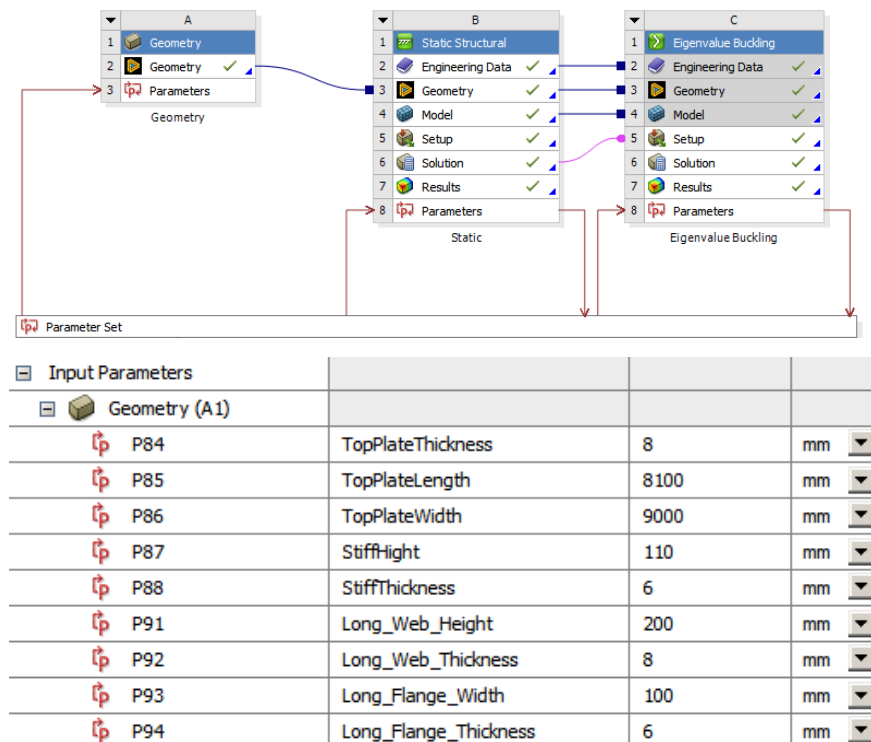 A
1 Geometry
2 Geometry
3 Parameters
Geometry
B
1 Static Structural
2 Engineering Data
3 Geometry
4 Model
5 Setup
6 Solution
7 Results
8 Parameters
Static
C
1 Eigenvalue Buckling
2 Engineering Data
3 Geometry
4 Model
5 Setup
6 Solution
7 Results
8 Parameters
Eigenvalue Buckling
Parameter Set
Input Parameters
Geometry (A1)
P84 TopPlateThickness 8 mm
P85 TopPlateLength 8100 mm
P86 TopPlateWidth 9000 mm
P87 StiffHight 110 mm
P88 StiffThickness 6 mm
P91 Long_Web_Height 200 mm
P92 Long_Web_Thickness 8 mm
P93 Long_Flange_Width 100 mm
P94 Long_Flange_Thickness 6 mm